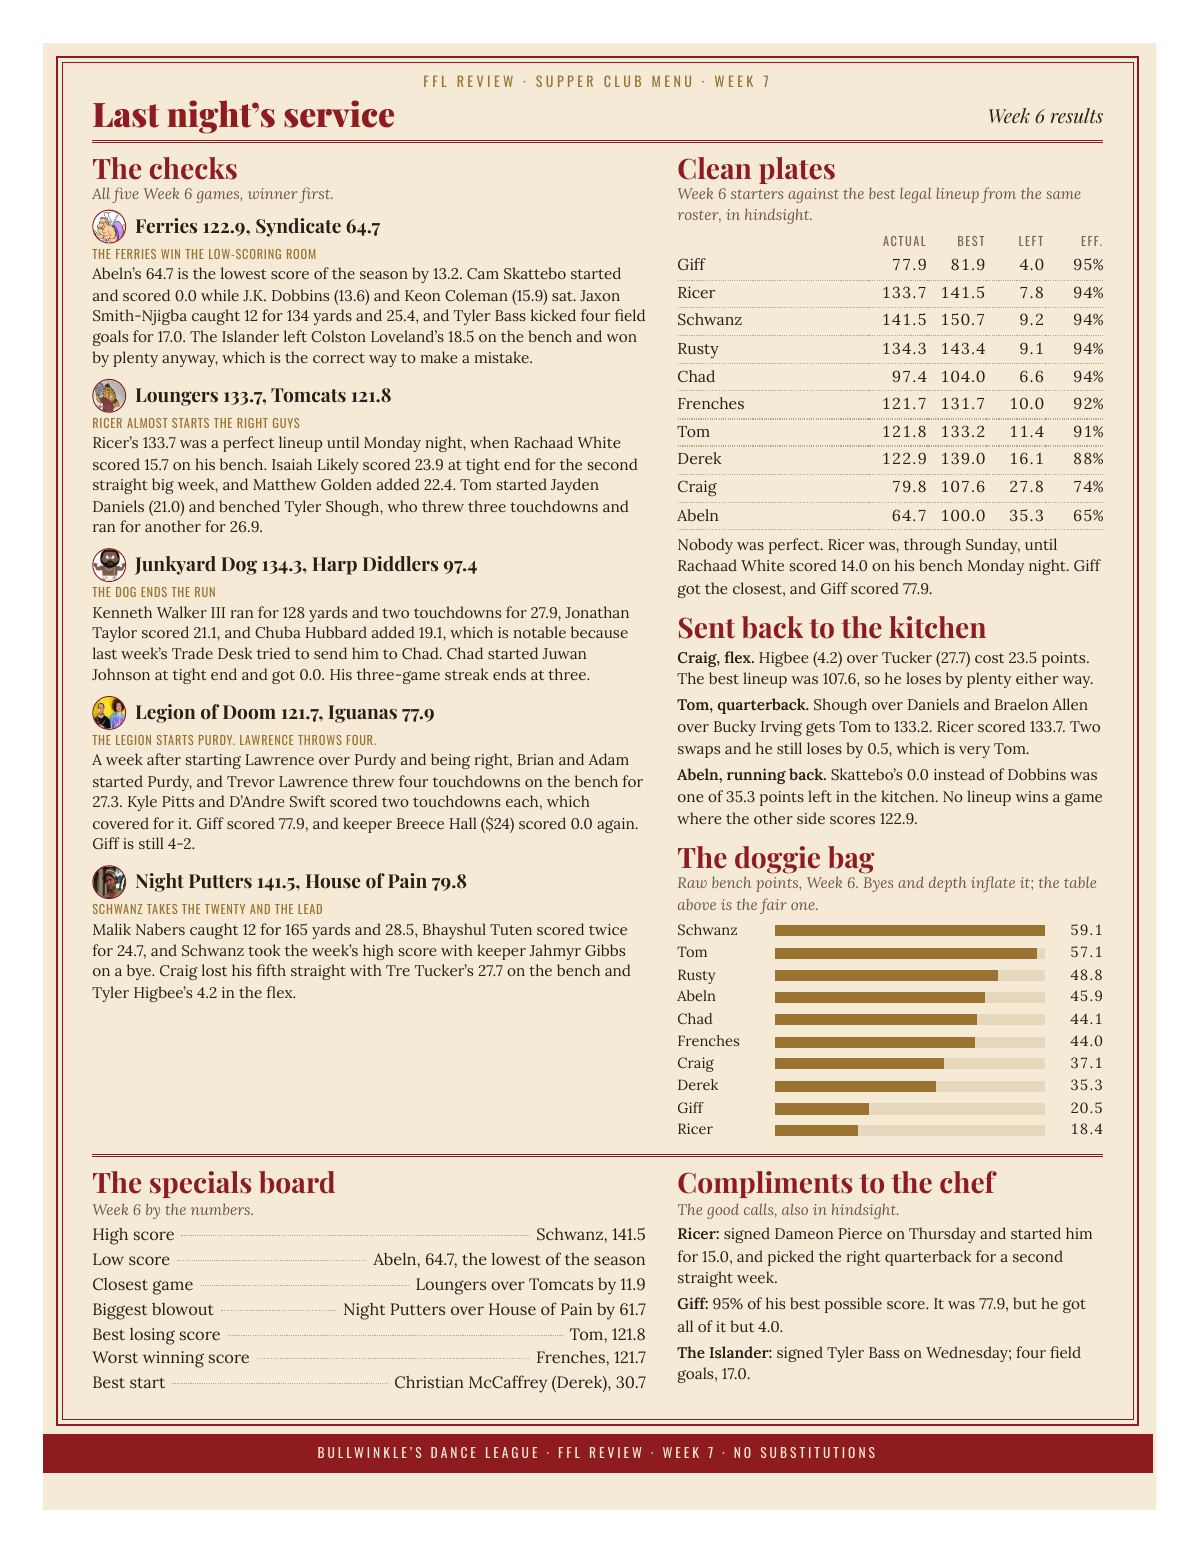 FFL REVIEW · SUPPER CLUB MENU · WEEK 7
Last night's service
Week 6 results
The checks
All five Week 6 games, winner first.
Ferries 122.9, Syndicate 64.7
THE FERRIES WIN THE LOW-SCORING ROOM
Abeln's 64.7 is the lowest score of the season by 13.2. Cam Skattebo started
and scored 0.0 while J.K. Dobbins (13.6) and Keon Coleman (15.9) sat. Jaxon
Smith-Njigba caught 12 for 134 yards and 25.4, and Tyler Bass kicked four field
goals for 17.0. The Islander left Colston Loveland's 18.5 on the bench and won
by plenty anyway, which is the correct way to make a mistake.
Loungers 133.7, Tomcats 121.8
RICER ALMOST STARTS THE RIGHT GUYS
Ricer's 133.7 was a perfect lineup until Monday night, when Rachaad White
scored 15.7 on his bench. Isaiah Likely scored 23.9 at tight end for the second
straight big week, and Matthew Golden added 22.4. Tom started Jayden
Daniels (21.0) and benched Tyler Shough, who threw three touchdowns and
ran for another for 26.9.
Junkyard Dog 134.3, Harp Diddlers 97.4
THE DOG ENDS THE RUN
Kenneth Walker III ran for 128 yards and two touchdowns for 27.9, Jonathan
Taylor scored 21.1, and Chuba Hubbard added 19.1, which is notable because
last week's Trade Desk tried to send him to Chad. Chad started Juwan
Johnson at tight end and got 0.0. His three-game streak ends at three.
Legion of Doom 121.7, Iguanas 77.9
THE LEGION STARTS PURDY. LAWRENCE THROWS FOUR.
A week after starting Lawrence over Purdy and being right, Brian and Adam
started Purdy, and Trevor Lawrence threw four touchdowns on the bench for
27.3. Kyle Pitts and D'Andre Swift scored two touchdowns each, which
covered for it. Giff scored 77.9, and keeper Breece Hall ($24) scored 0.0 again.
Giff is still 4-2.
Night Putters 141.5, House of Pain 79.8
SCHWANZ TAKES THE TWENTY AND THE LEAD
Malik Nabers caught 12 for 165 yards and 28.5, Bhayshul Tuten scored twice
for 24.7, and Schwanz took the week's high score with keeper Jahmyr Gibbs
on a bye. Craig lost his fifth straight with Tre Tucker's 27.7 on the bench and
Tyler Higbee's 4.2 in the flex.
Clean plates
Week 6 starters against the best legal lineup from the same
roster, in hindsight.
ACTUAL BEST LEFT EFF.
Giff 77.9 81.9 4.0 95%
Ricer 133.7 141.5 7.8 94%
Schwanz 141.5 150.7 9.2 94%
Rusty 134.3 143.4 9.1 94%
Chad 97.4 104.0 6.6 94%
Frenches 121.7 131.7 10.0 92%
Tom 121.8 133.2 11.4 91%
Derek 122.9 139.0 16.1 88%
Craig 79.8 107.6 27.8 74%
Abeln 64.7 100.0 35.3 65%
Nobody was perfect. Ricer was, through Sunday, until
Rachaad White scored 14.0 on his bench Monday night. Giff
got the closest, and Giff scored 77.9.
Sent back to the kitchen
Craig, flex. Higbee (4.2) over Tucker (27.7) cost 23.5 points.
The best lineup was 107.6, so he loses by plenty either way.
Tom, quarterback. Shough over Daniels and Braelon Allen
over Bucky Irving gets Tom to 133.2. Ricer scored 133.7. Two
swaps and he still loses by 0.5, which is very Tom.
Abeln, running back. Skattebo's 0.0 instead of Dobbins was
one of 35.3 points left in the kitchen. No lineup wins a game
where the other side scores 122.9.
The doggie bag
Raw bench points, Week 6. Byes and depth inflate it; the table
above is the fair one.
Schwanz 59.1
Tom 57.1
Rusty 48.8
Abeln 45.9
Chad 44.1
Frenches 44.0
Craig 37.1
Derek 35.3
Giff 20.5
Ricer 18.4
The specials board
Week 6 by the numbers.
High score Schwanz, 141.5
Low score Abeln, 64.7, the lowest of the season
Closest game Loungers over Tomcats by 11.9
Biggest blowout Night Putters over House of Pain by 61.7
Best losing score Tom, 121.8
Worst winning score Frenches, 121.7
Best start Christian McCaffrey (Derek), 30.7
Compliments to the chef
The good calls, also in hindsight.
Ricer: signed Dameon Pierce on Thursday and started him
for 15.0, and picked the right quarterback for a second
straight week.
Giff: 95% of his best possible score. It was 77.9, but he got
all of it but 4.0.
The Islander: signed Tyler Bass on Wednesday; four field
goals, 17.0.
BULLWINKLE'S DANCE LEAGUE · FFL REVIEW · WEEK 7 · NO SUBSTITUTIONS